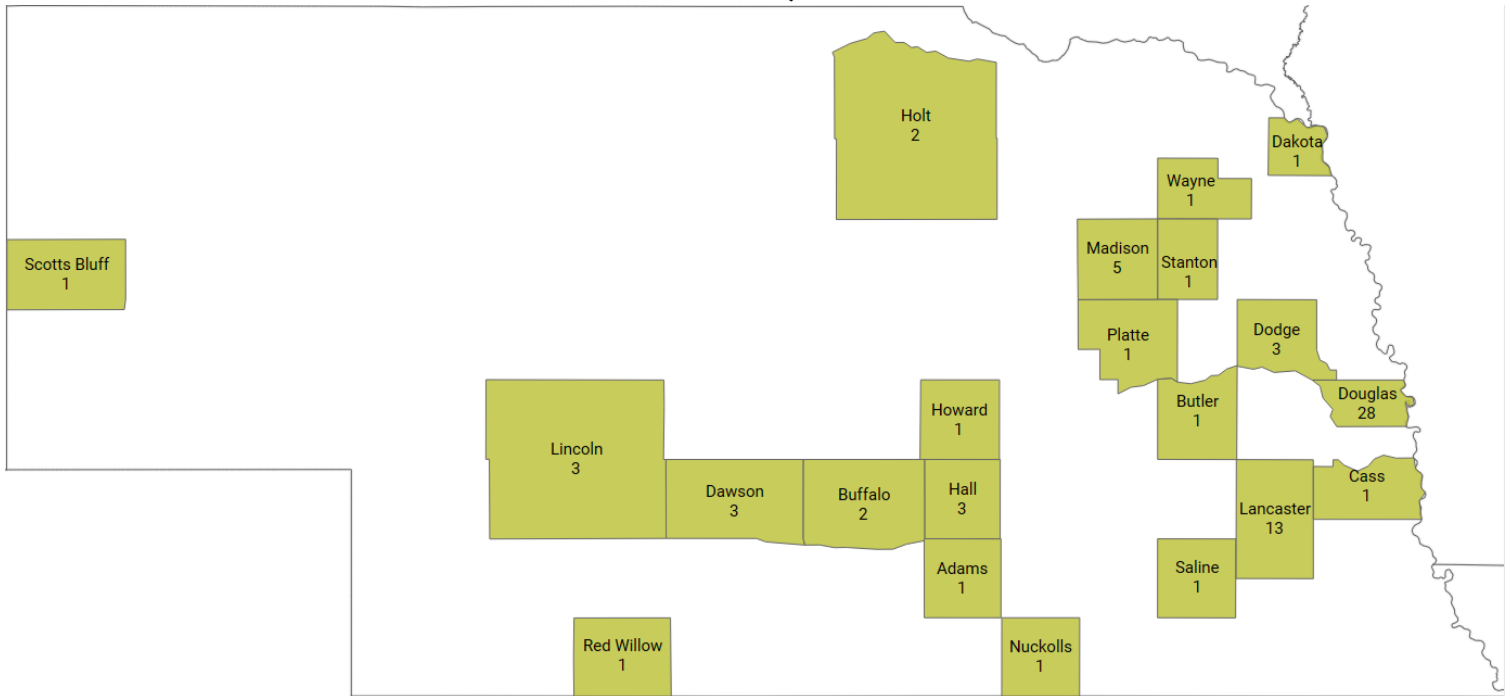 Holt
2
Dakota
1
Wayne
1
Madison
5
Stanton
1
Scotts Bluff
1
Platte
1
Dodge
3
Douglas
28
Butler
1
Howard
1
Lincoln
3
Dawson
3
Buffalo
2
Hall
3
Cass
1
Lancaster
13
Adams
1
Saline
1
Red Willow
1
Nuckolls
1